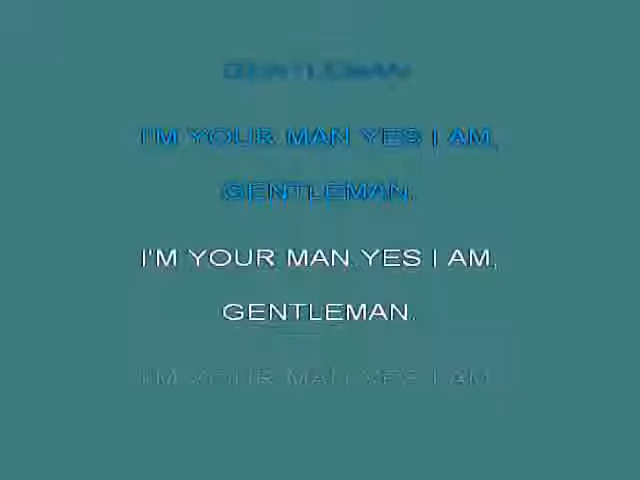 GENTLEMAN
I'M YOUR MAN YES I AM,
GENTLEMAN.
I'M YOUR MAN YES I AM,
GENTLEMAN.
I'M YOUR MAN YES I AM,